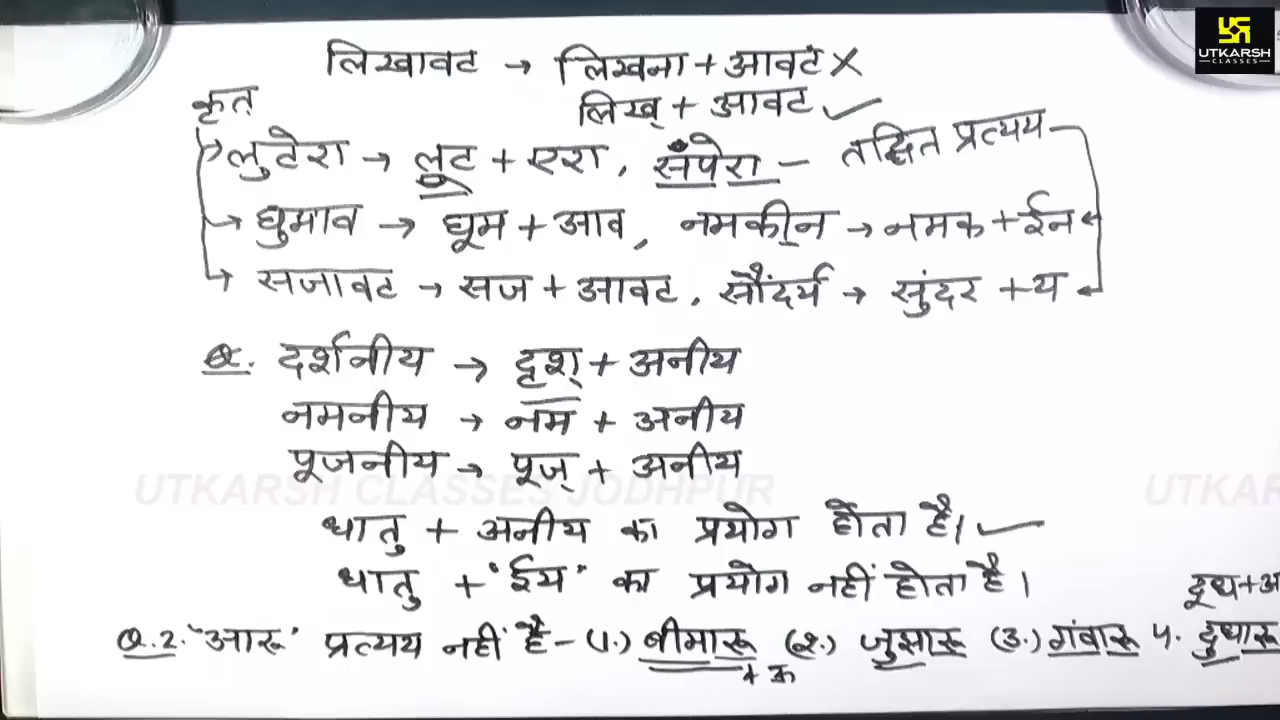 UTKARSH
CLASSES
लिखावट → लिखना + आवट ×
कृत् लिख् + आवट ✓
→ लुटेरा → लूट + एरा, सँपेरा – तद्धित प्रत्यय
→ घुमाव → घूम + आव, नमकीन → नमक + ईन
→ सजावट → सज + आवट, सौंदर्य → सुंदर + य
Q. दर्शनीय → दृश् + अनीय
नमनीय → नम + अनीय
पूजनीय → पूज् + अनीय
UTKARSH CLASSES JODHPUR UTKARS
धातु + अनीय का प्रयोग होता है। ✓
धातु + "ईय" का प्रयोग नहीं होता है।
दूध+अ
Q.2. "आरू" प्रत्यय नहीं है – (1.) बीमारू (2.) जुझारू (3.) गंवारू 4. दुधारू
+ ऊ